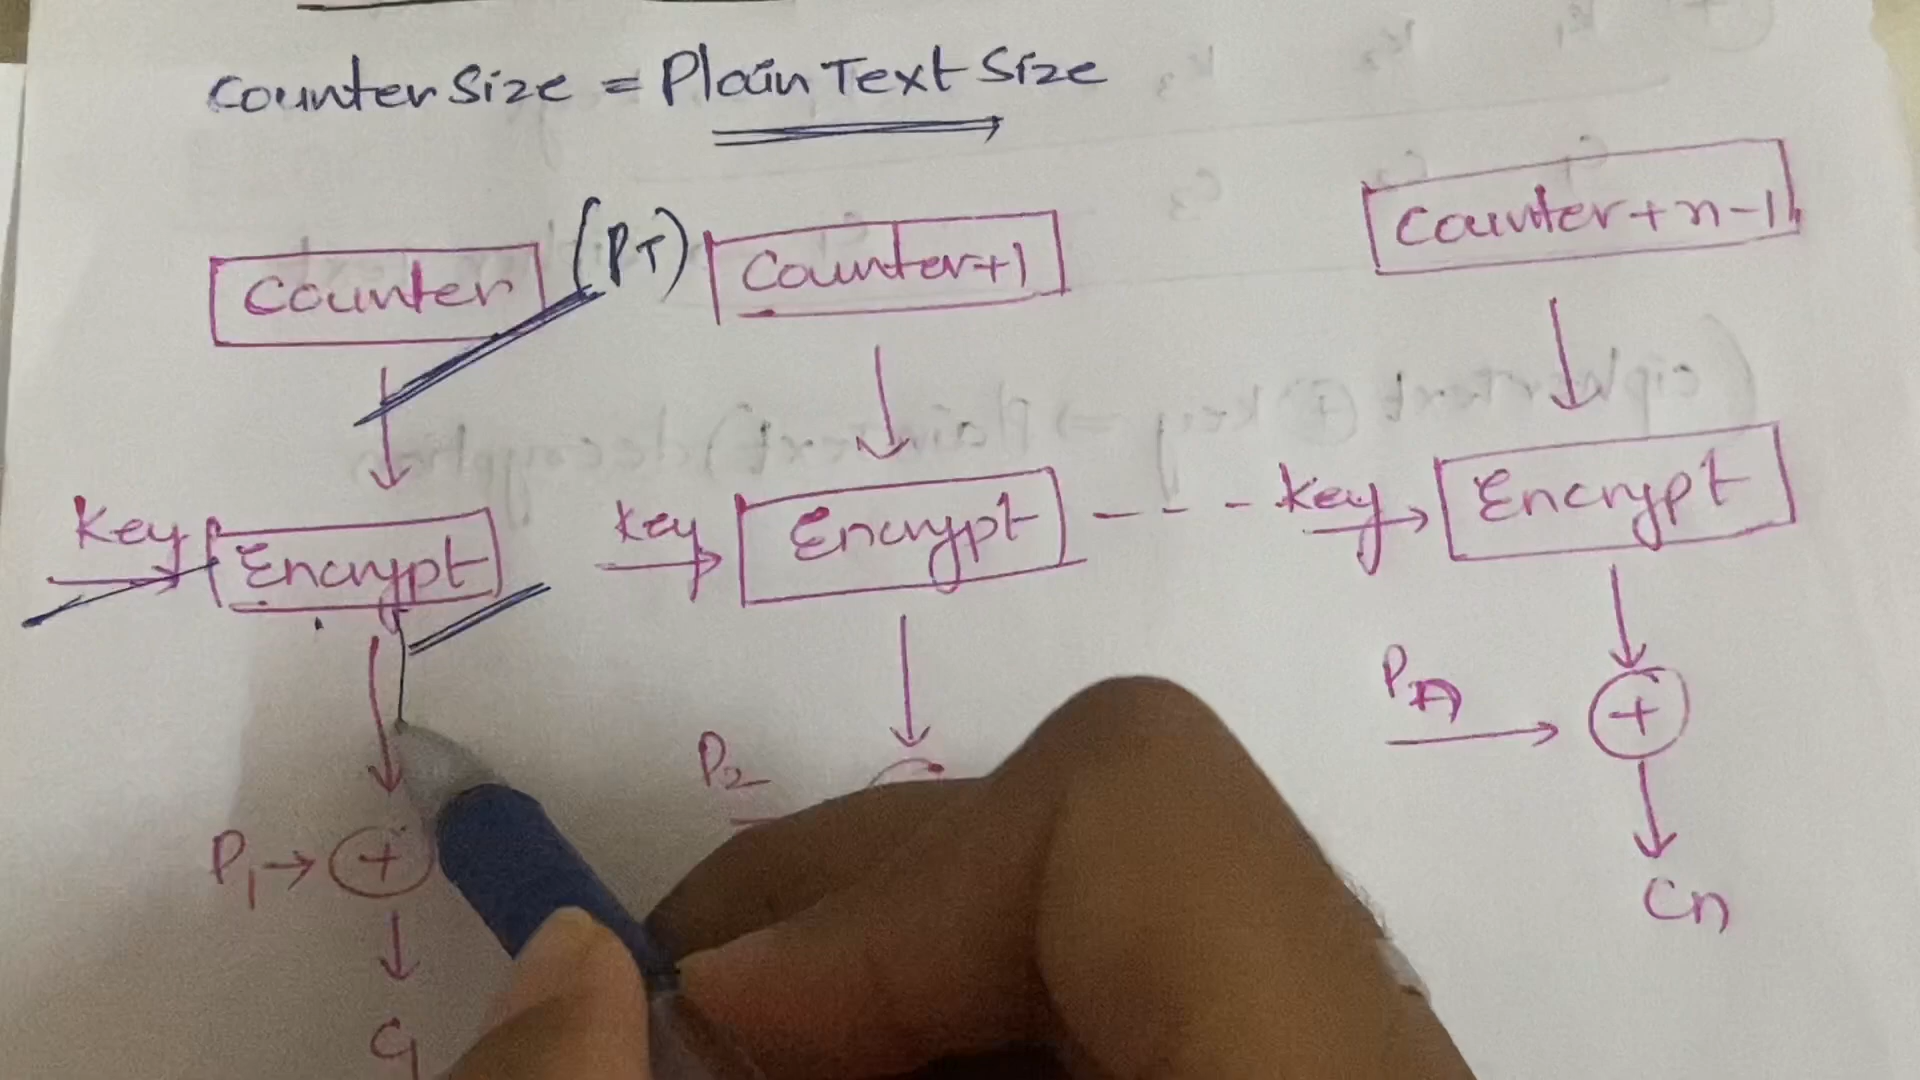 Counter Size = Plain Text Size
Counter (PT) Counter+1 Counter+n-1
Key Encrypt Key Encrypt - - - Key Encrypt
P1 → + P2 Pn +
C1 Cn